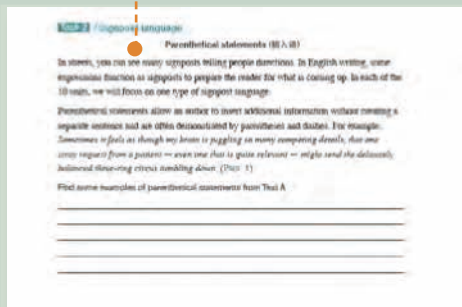 Task 2 / Signpost language
Parenthetical statements (插入语)
In streets, you can see many signposts telling people directions. In English writing, some
expressions function as signposts to prepare the reader for what is coming up. In each of the
10 units, we will focus on one type of signpost language.
Parenthetical statements allow an author to insert additional information without creating a
separate sentence and are often demonstrated by parentheses and dashes. For example:
Sometimes it feels as though my brain is juggling so many competing details, that one
stray request from a patient — even one that is quite relevant — might send the delicately
balanced three-ring circus tumbling down. (Para. 1)
Find some examples of parenthetical statements from Text A